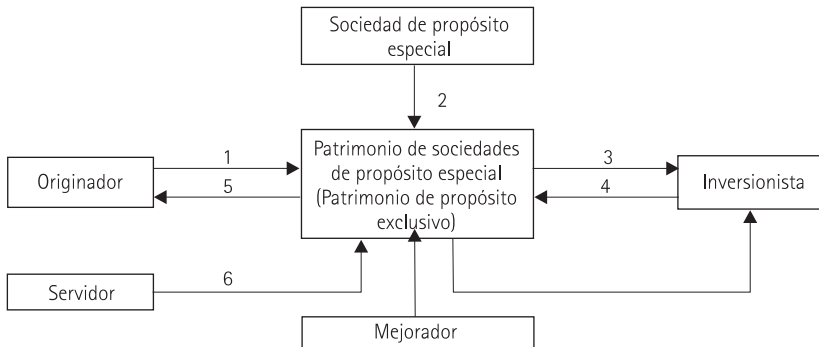 Sociedad de propósito
especial
2
Originador
1
5
Patrimonio de sociedades
de propósito especial
(Patrimonio de propósito
exclusivo)
3
4
Inversionista
Servidor
6
Mejorador